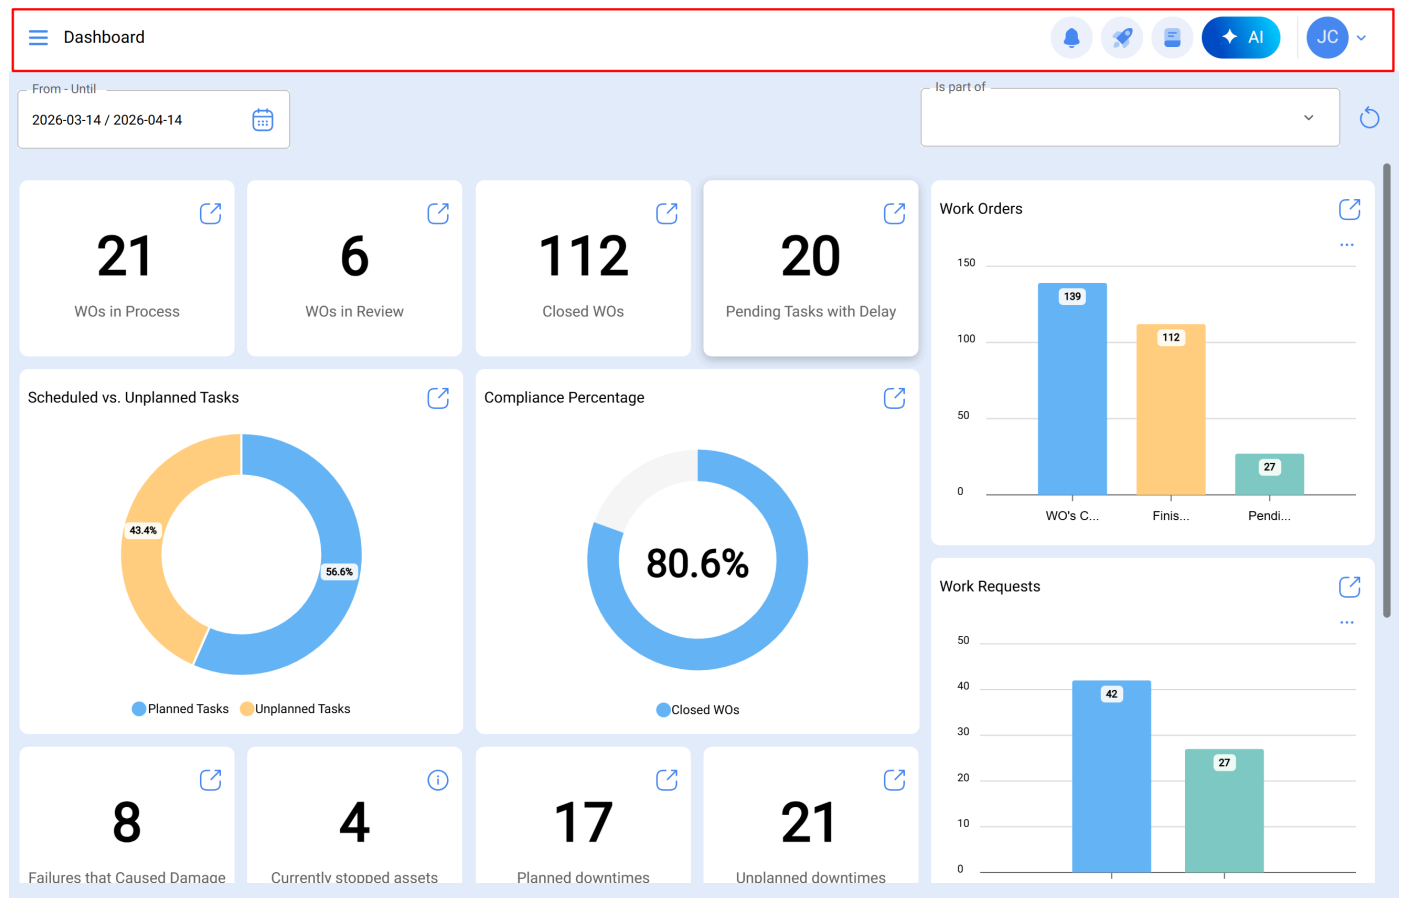 Dashboard
AI
JC
From - Until
2026-03-14 / 2026-04-14
Is part of
21
WOs in Process
6
WOs in Review
112
Closed WOs
20
Pending Tasks with Delay
Work Orders
...
150
100
50
0
139
112
27
WO's C...
Finis...
Pendi...
Scheduled vs. Unplanned Tasks
43.4%
56.6%
Planned Tasks
Unplanned Tasks
Compliance Percentage
80.6%
Closed WOs
Work Requests
...
50
40
30
20
10
0
42
27
8
Failures that Caused Damage
4
Currently stopped assets
17
Planned downtimes
21
Unplanned downtimes